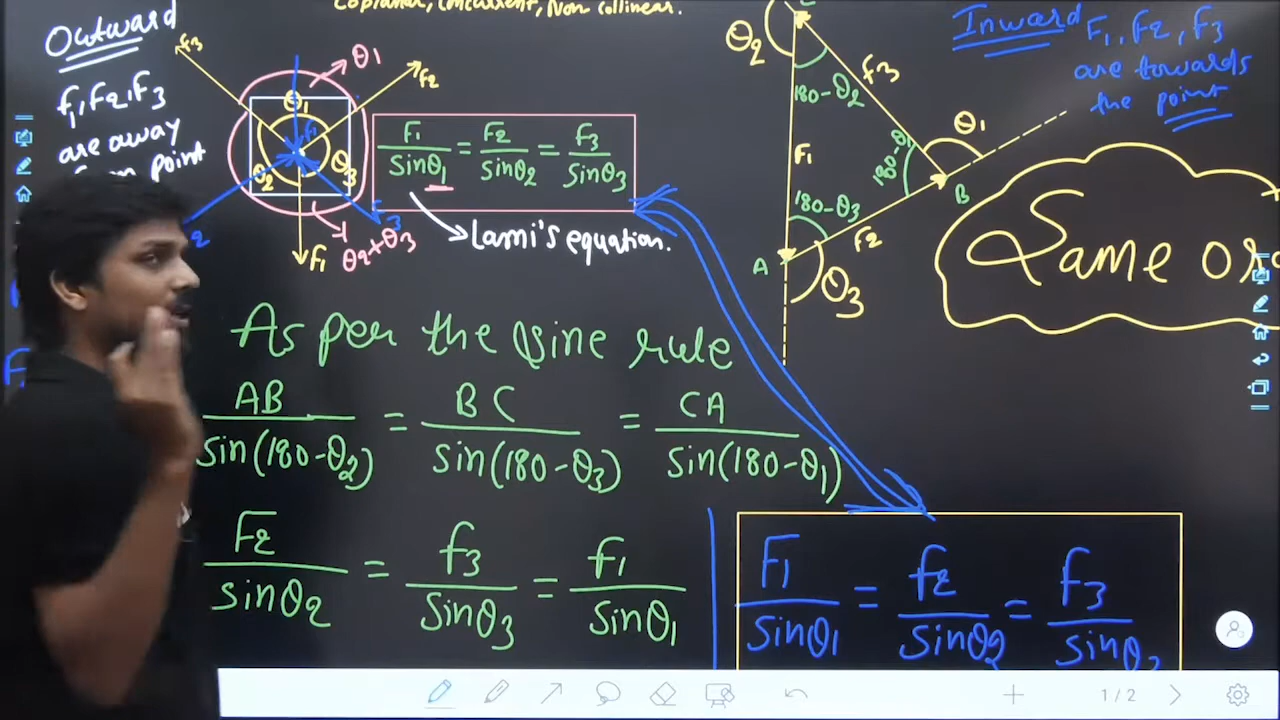 Coplanar, Concurrent, Non collinear.
Outward
F1, F2, F3
are away
point
f3
θ1
F2
θ1
f1
θ2
θ3
F1
θ2+θ3
2
3
F1/sinθ1 = F2/sinθ2 = F3/sinθ3
Lami's equation.
θ2
180-θ2
f3
F1
θ1
180-θ
B
180-θ3
F2
A
θ3
Inward
F1, F2, F3
are towards
the point
Same
As per the sine rule
AB/sin(180-θ2) = BC/sin(180-θ3) = CA/sin(180-θ1)
F2/sinθ2 = f3/sinθ3 = f1/sinθ1
F1/sinθ1 = f2/sinθ2 = f3/sinθ
1/2